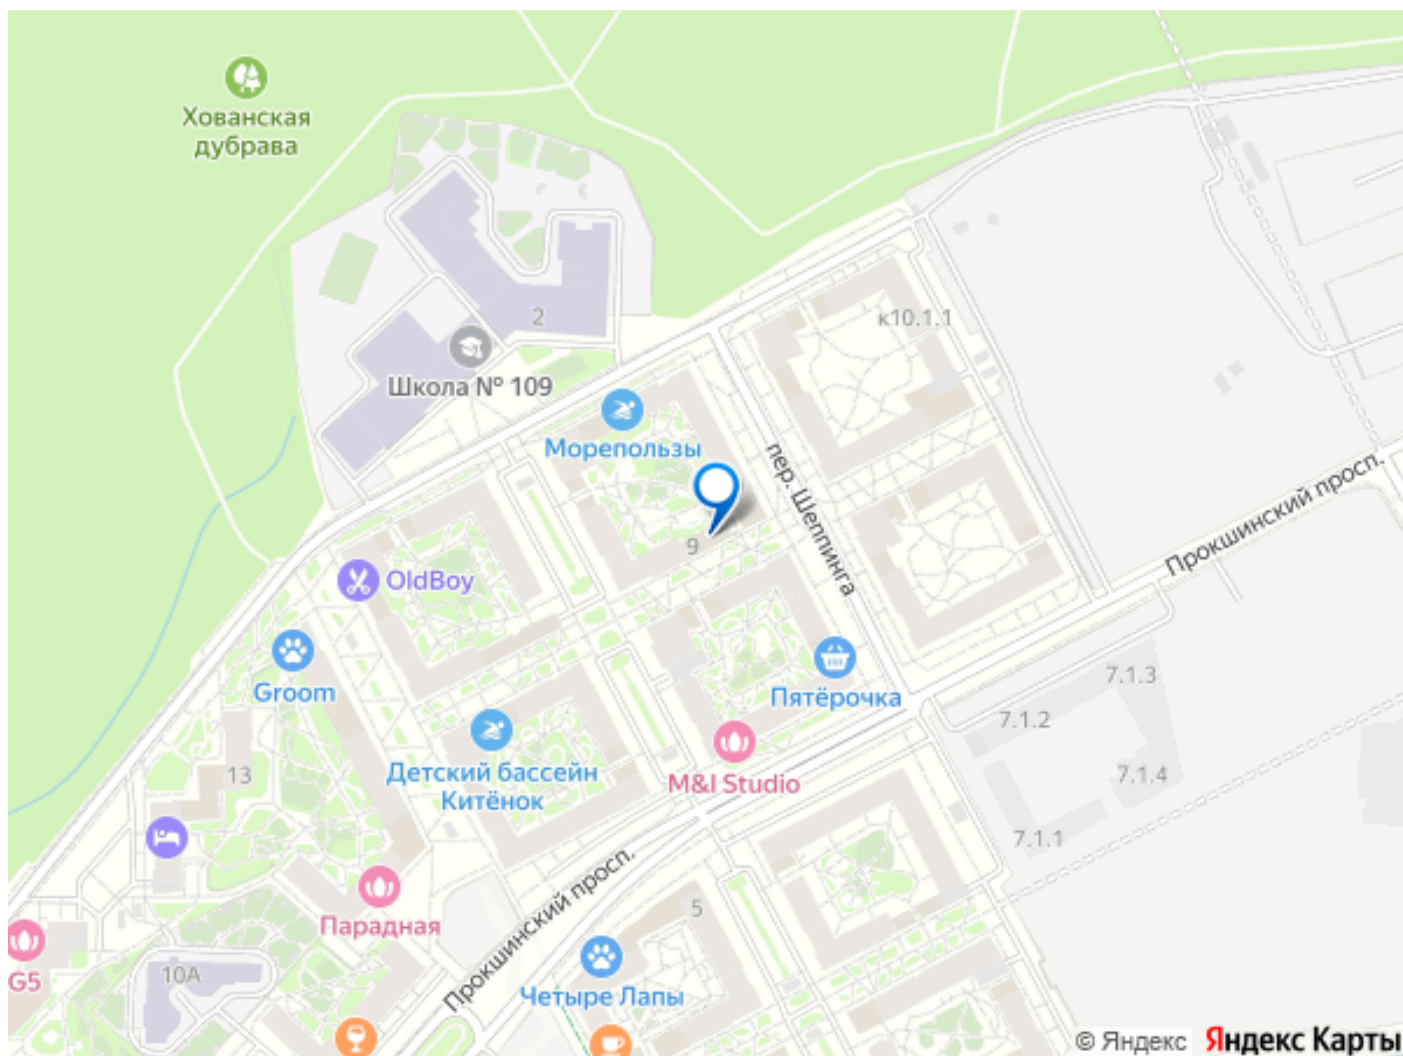 Хованская
дубрава
к10.1.1
2
Школа № 109
Морепользы
пер. Шеппинга
Прокшинский просп.
9
OldBoy
Groom
Пятёрочка
7.1.3
7.1.2
M&I Studio
7.1.4
13
Детский бассейн
Китёнок
7.1.1
Прокшинский просп.
Парадная
5
G5
10А
Четыре Лапы
© Яндекс Яндекс Карты